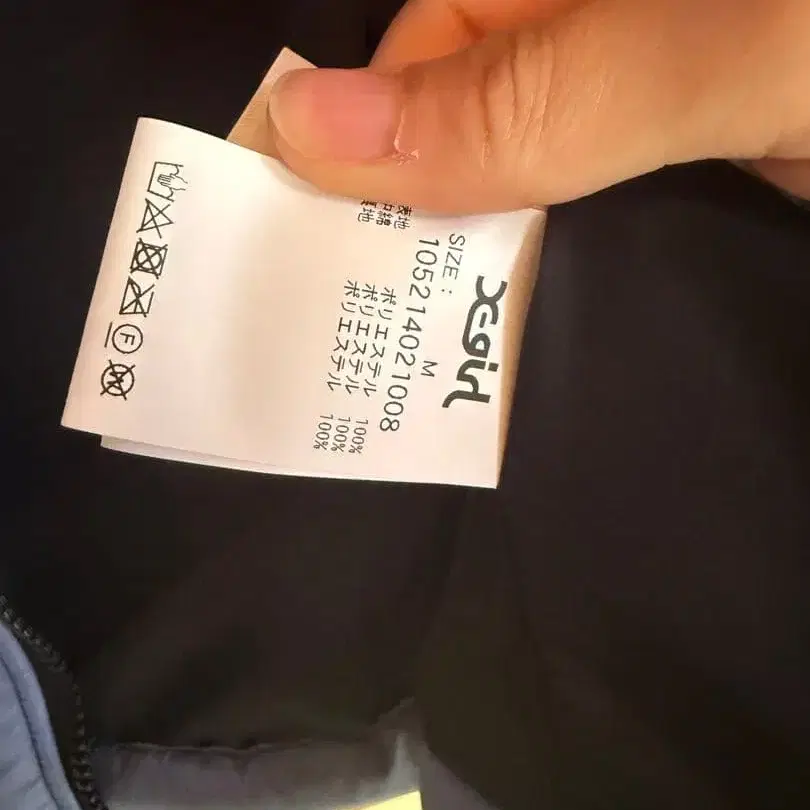 X-girl
SIZE : M
105214021008
表地 ポリエステル 100%
中綿 ポリエステル 100%
裏地 ポリエステル 100%
F
W